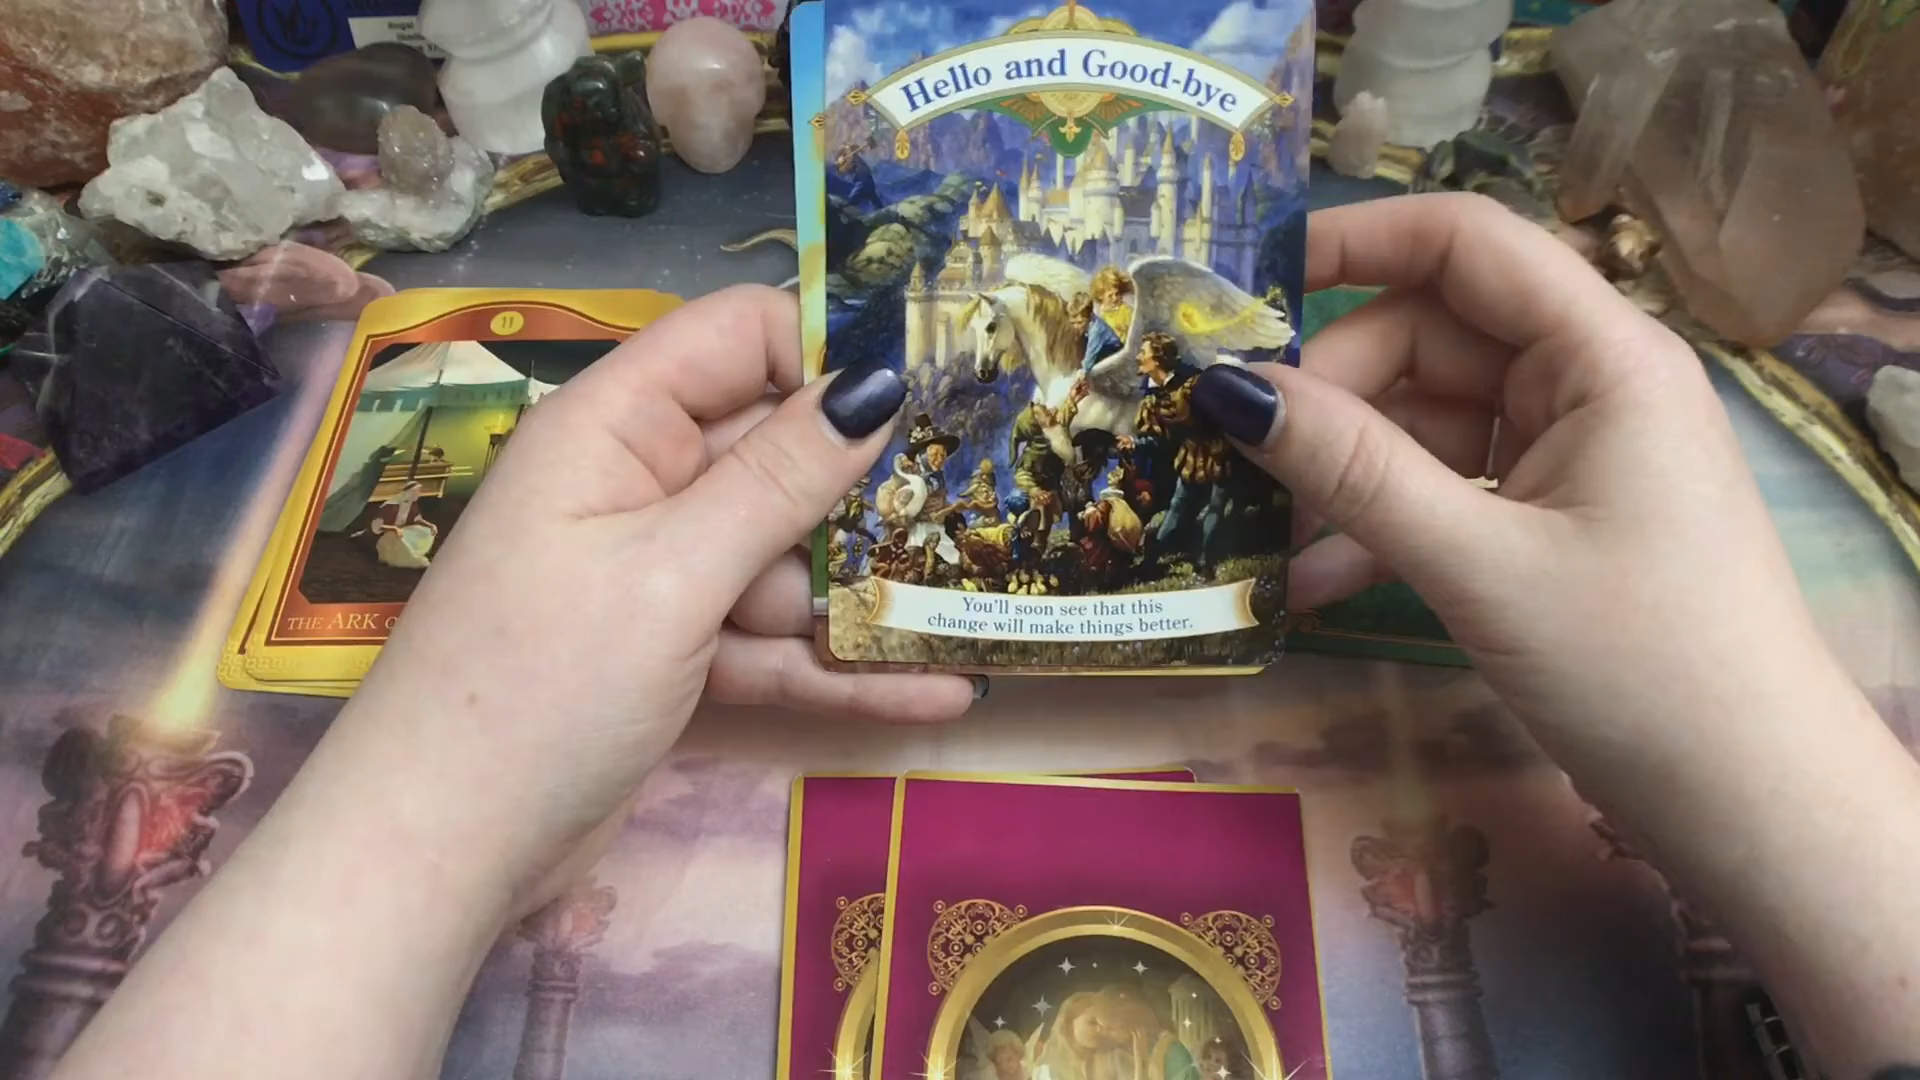 Hello and Good-bye
11
THE ARK
You'll soon see that this
change will make things better.